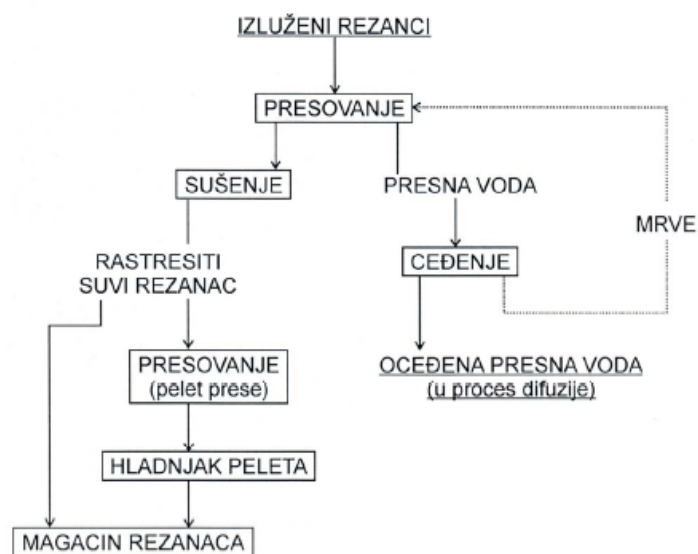 IZLUŽENI REZANCI
PRESOVANJE
SUŠENJE
PRESNA VODA
MRVE
RASTRESITI
SUVI REZANAC
CEĐENJE
PRESOVANJE
(pelet prese)
OCEĐENA PRESNA VODA
(u proces difuzije)
HLADNJAK PELETA
MAGACIN REZANACA